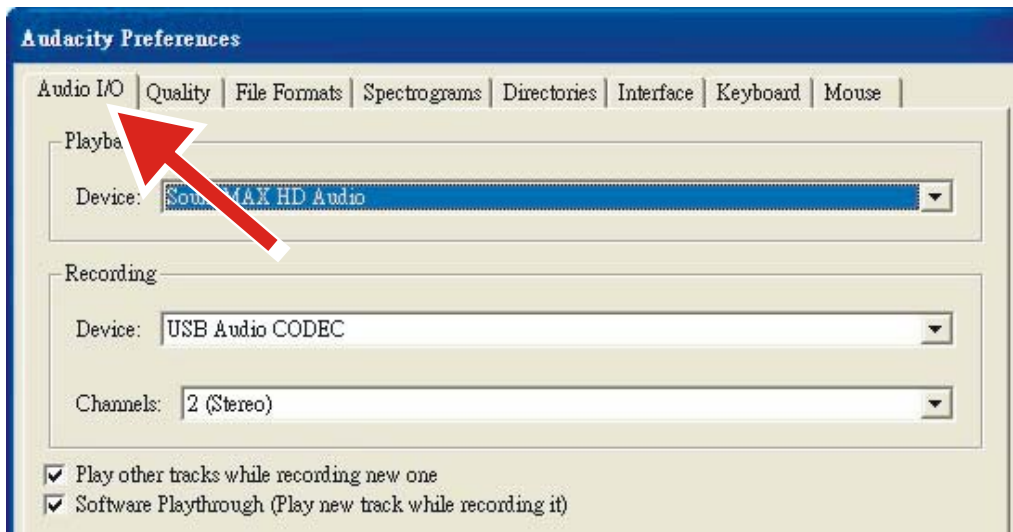 Audacity Preferences
Audio I/O Quality File Formats Spectrograms Directories Interface Keyboard Mouse
Device: MAX HD Audio
Recording
Device: USB Audio CODEC
Channels: 2 (Stereo)
Play other tracks while recording new one
Software Playthrough (Play new track while recording it)